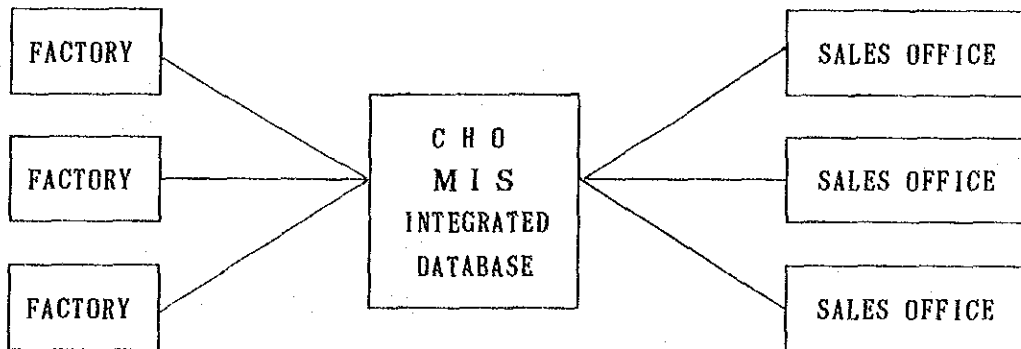 FACTORY
FACTORY
FACTORY
C H O
M I S
INTEGRATED
DATABASE
SALES OFFICE
SALES OFFICE
SALES OFFICE